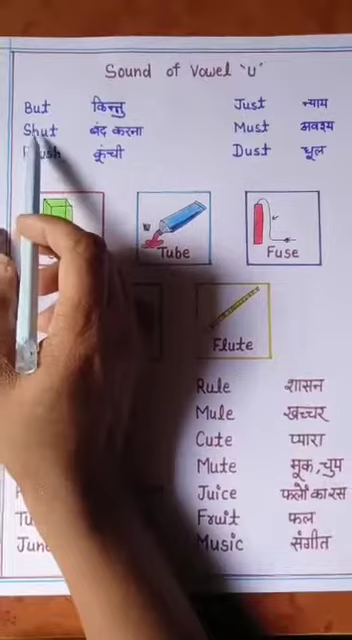 Sound of Vowel 'U'
But किन्तु Just न्याय
Shut बंद करना Must अवश्य
कूंची Dust धूल
Tube Fuse
Flute
Rule शासन
Mule खच्चर
Cute प्यारा
Mute मूक, चुप
Juice फलों का रस
Fruit फल
Music संगीत